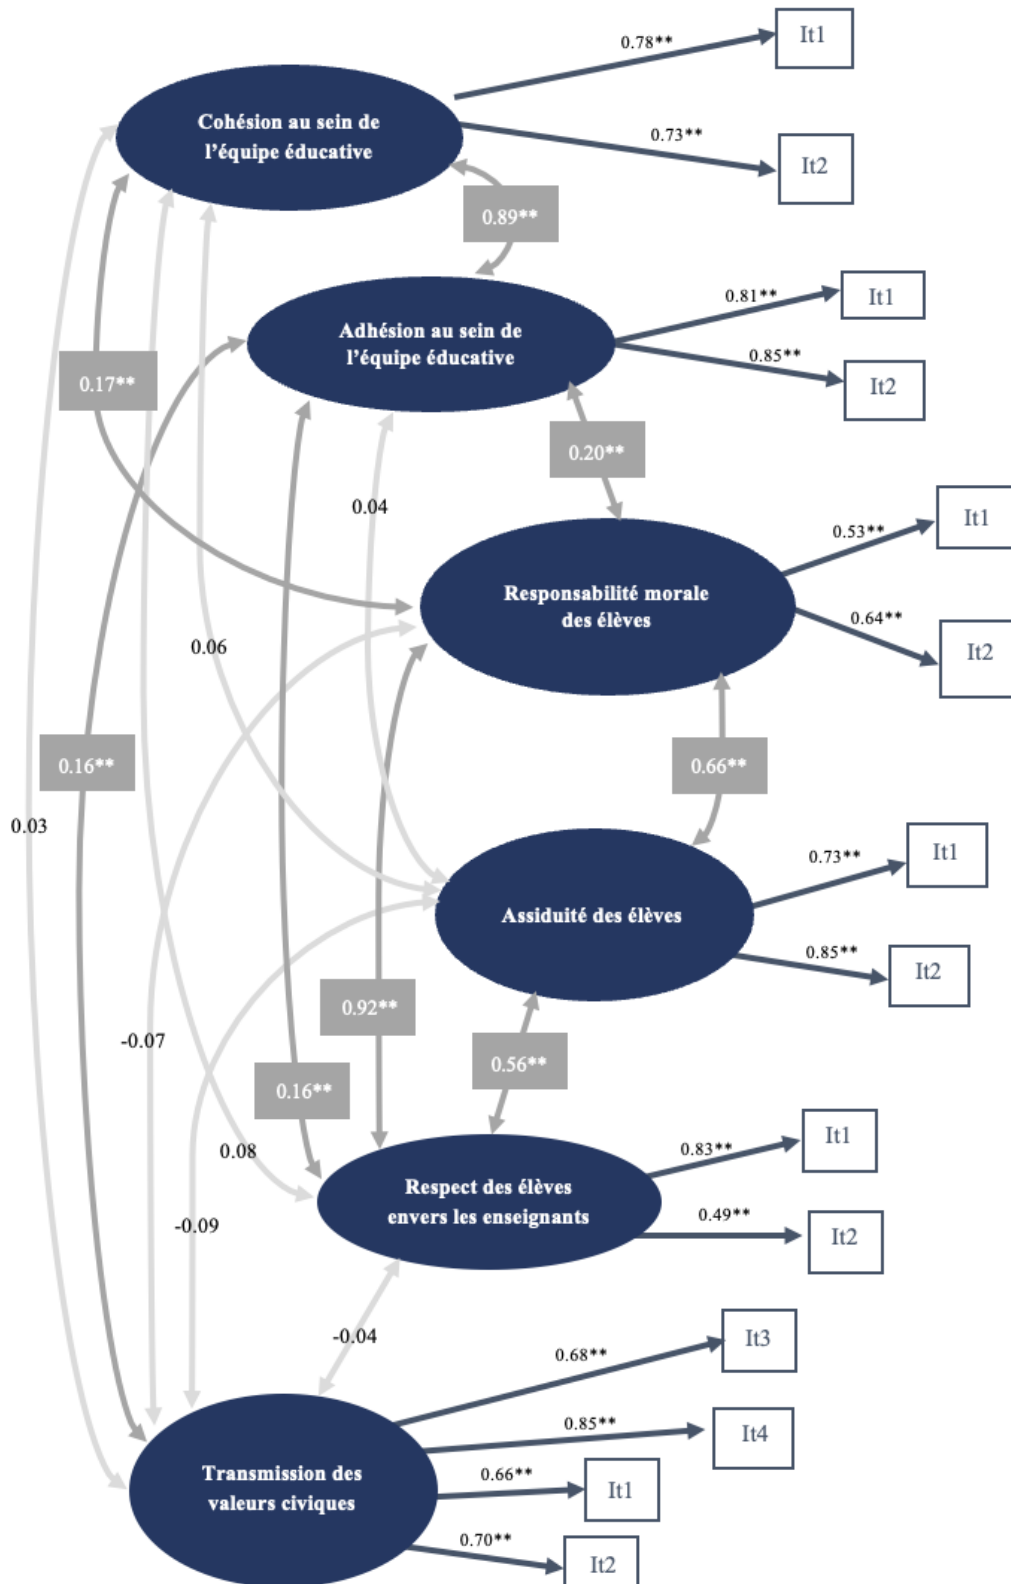 0.78**
It1
Cohésion au sein de
l’équipe éducative
0.73**
It2
0.89**
0.81**
It1
Adhésion au sein de
l’équipe éducative
0.85**
It2
0.17**
0.20**
0.04
0.53**
It1
Responsabilité morale
des élèves
0.64**
It2
0.06
0.16**
0.66**
0.03
0.73**
It1
Assiduité des élèves
0.85**
It2
0.92**
-0.07
0.56**
0.16**
0.08
0.83**
It1
Respect des élèves
envers les enseignants
0.49**
It2
-0.09
-0.04
0.68**
It3
0.85**
It4
Transmission des
valeurs civiques
0.66**
It1
0.70**
It2